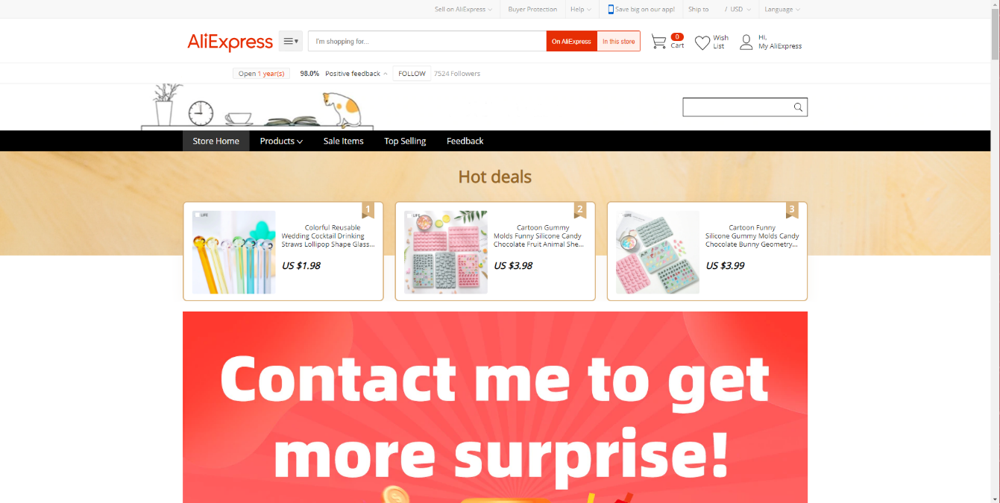 Sell on AliExpress
Buyer Protection
Help
Save big on our app!
Ship to
/ USD
Language
AliExpress
I'm shopping for...
On AliExpress
In this store
0
Cart
Wish
List
Hi,
My AliExpress
Open 1 year(s)
98.0% Positive feedback
FOLLOW
7524 Followers
Store Home
Products
Sale Items
Top Selling
Feedback
Hot deals
1
LIFE
Colorful Reusable
Wedding Cocktail Drinking
Straws Lollipop Shape Glass...
US $1.98
2
LIFE
Cartoon Gummy
Molds Funny Silicone Candy
Chocolate Fruit Animal She...
US $3.98
3
LIFE
Cartoon Funny
Silicone Gummy Molds Candy
Chocolate Bunny Geometry...
US $3.99
Contact me to get
more surprise!